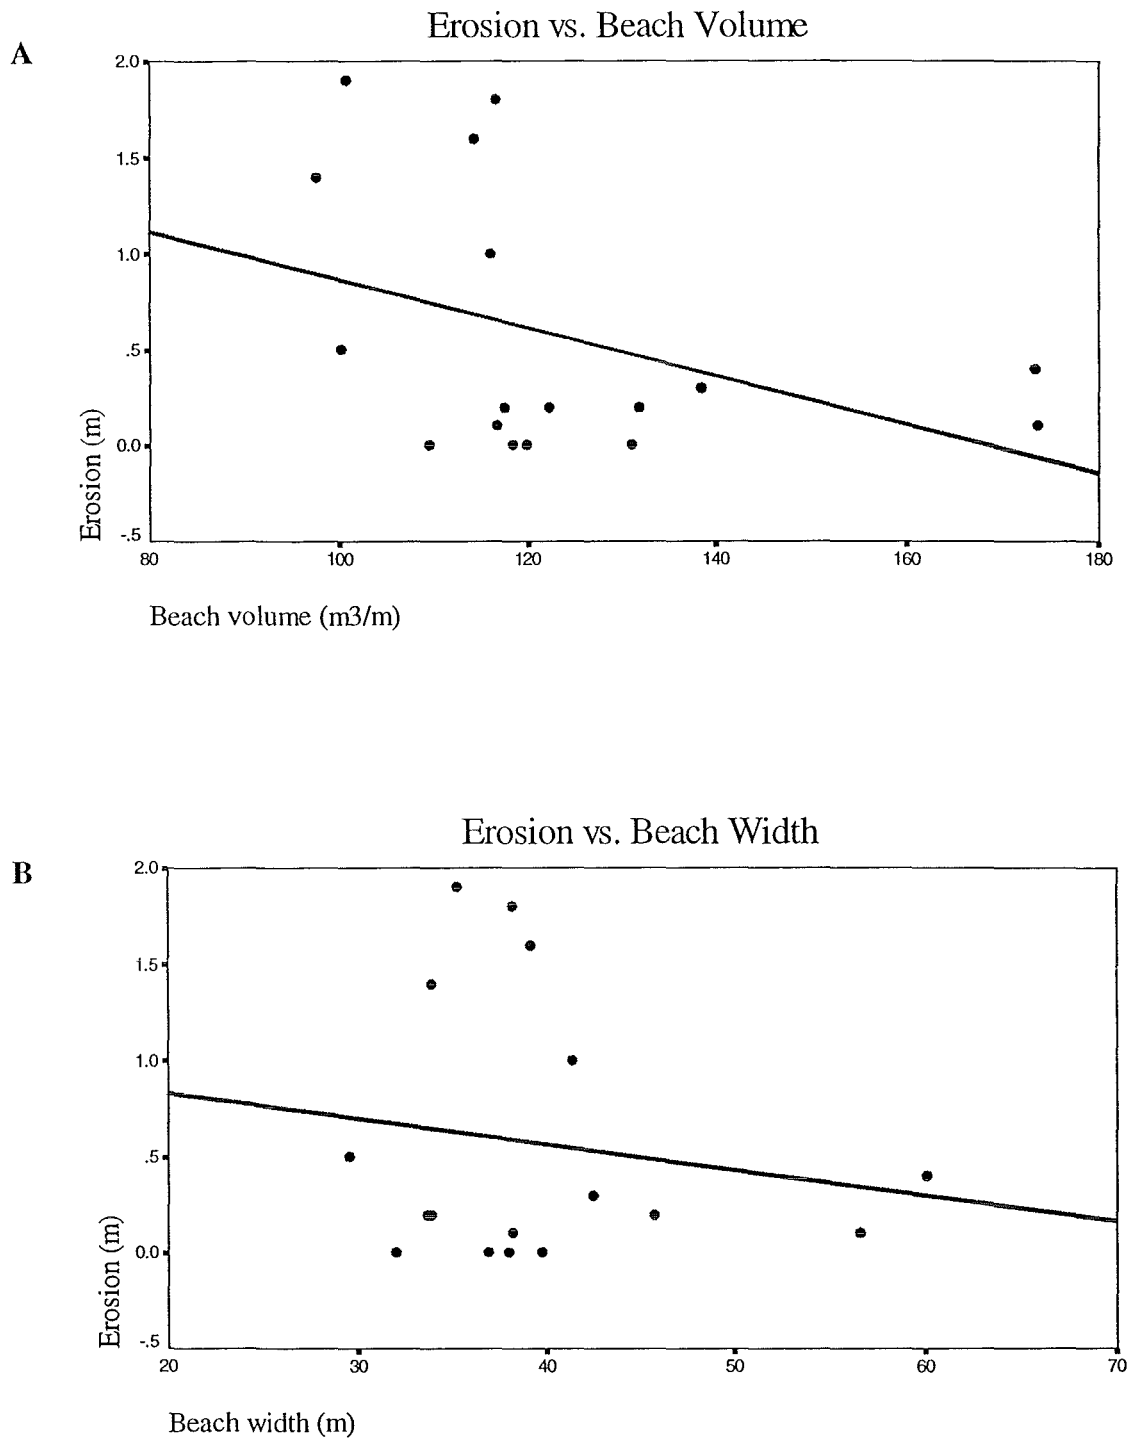 Erosion vs. Beach Volume
A
2.0
1.5
1.0
.5
0.0
-.5
Erosion (m)
80 100 120 140 160 180
Beach volume (m3/m)
Erosion vs. Beach Width
B
2.0
1.5
1.0
.5
0.0
-.5
Erosion (m)
20 30 40 50 60 70
Beach width (m)